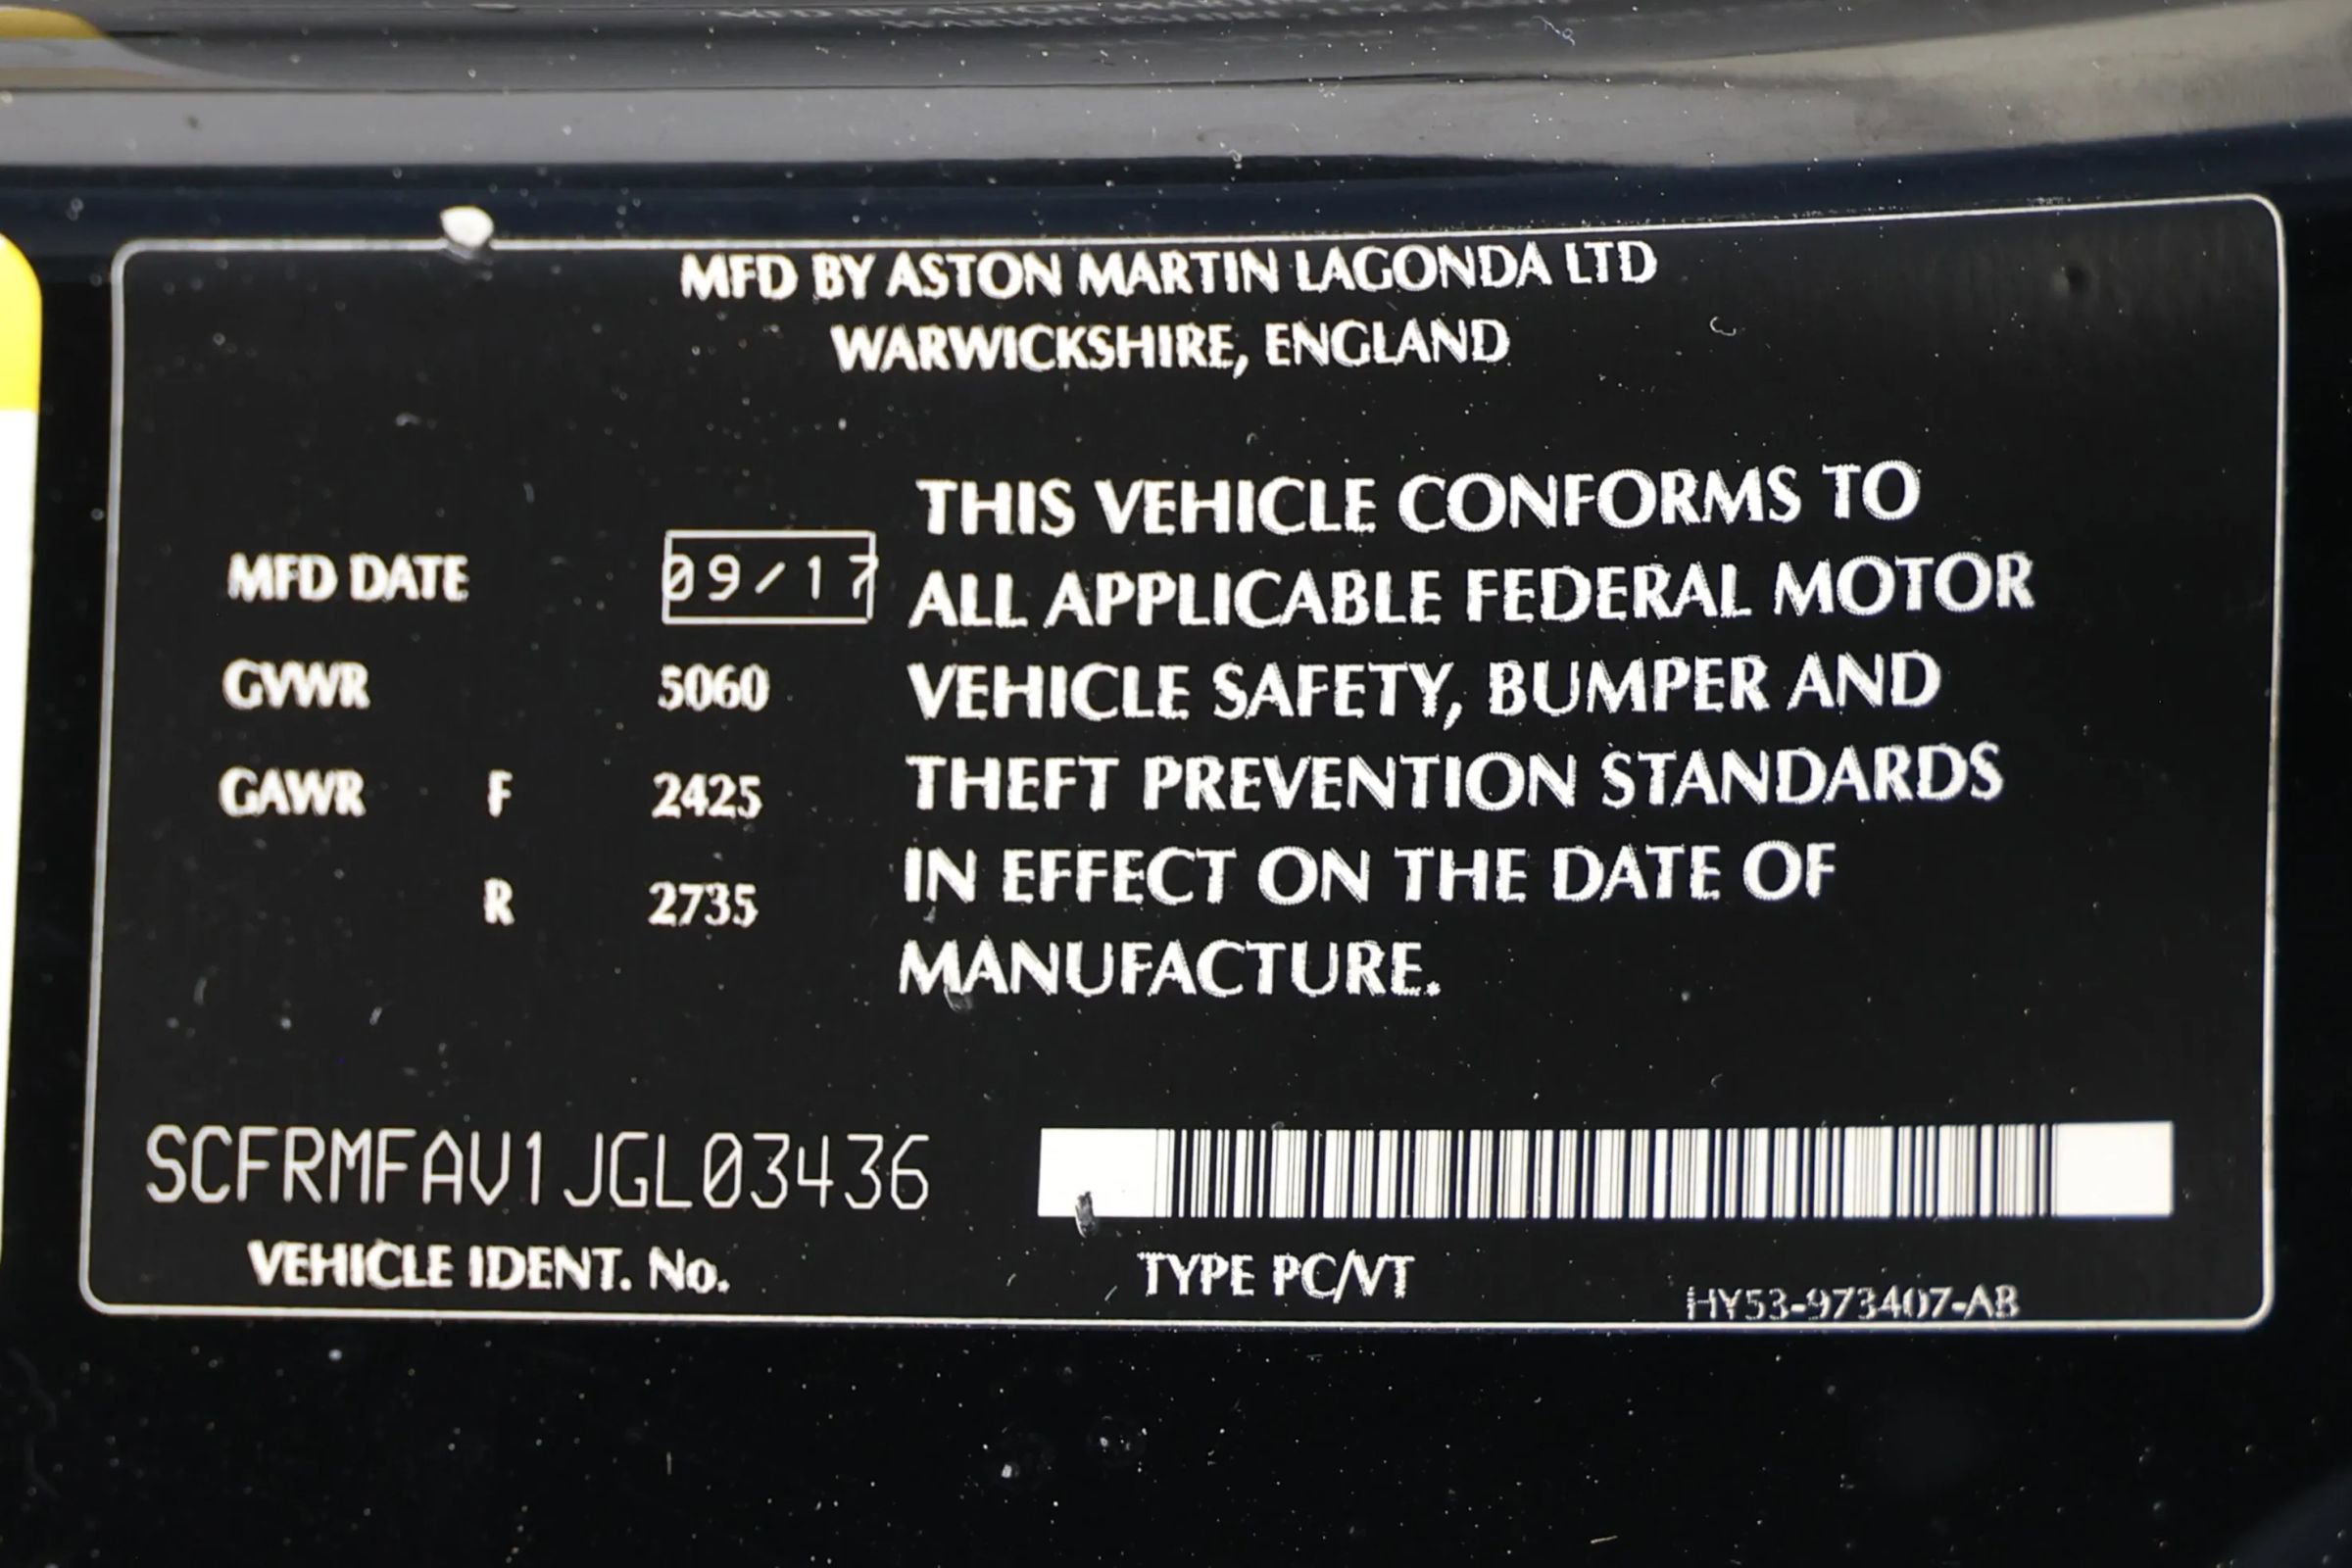 MFD BY ASTON MARTIN LAGONDA LTD
WARWICKSHIRE, ENGLAND
MFD DATE 09/17
GVWR 5060
GAWR F 2425
R 2735
THIS VEHICLE CONFORMS TO
ALL APPLICABLE FEDERAL MOTOR
VEHICLE SAFETY, BUMPER AND
THEFT PREVENTION STANDARDS
IN EFFECT ON THE DATE OF
MANUFACTURE.
SCFRMFAV1JGL03436
VEHICLE IDENT. No.
TYPE PC/VT
HY53-973407-AB